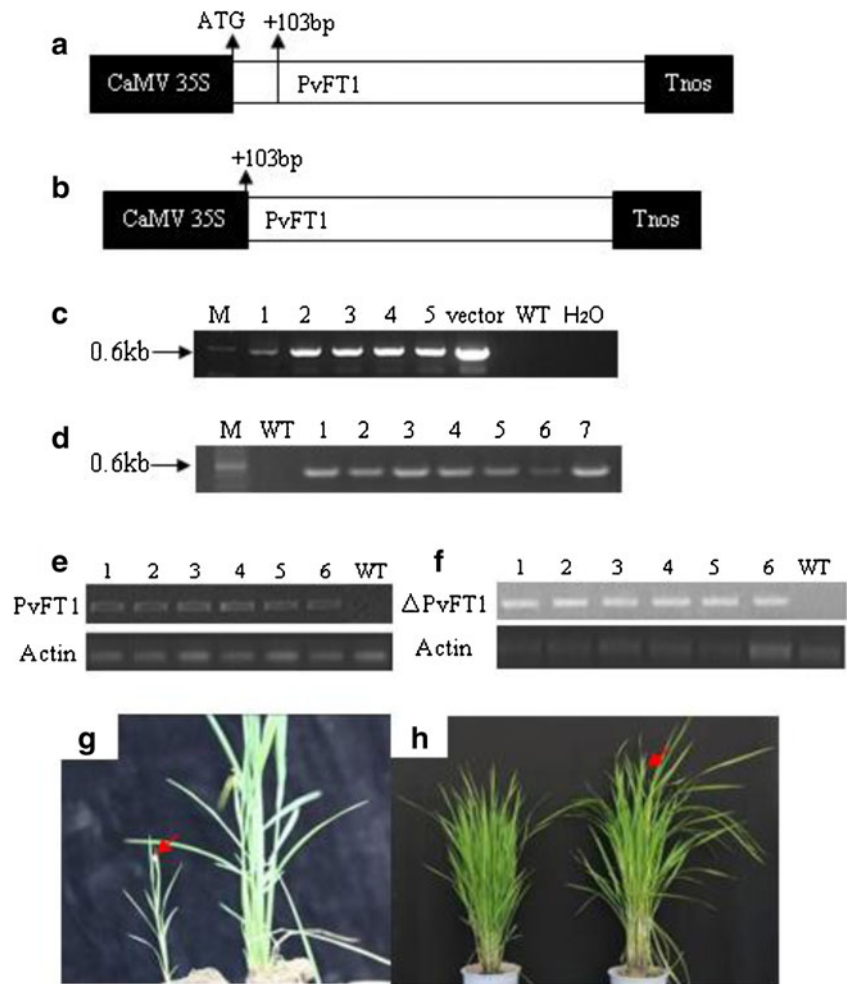 a
ATG +103bp
CaMV 35S PvFT1 Tnos
b
+103bp
CaMV 35S PvFT1 Tnos
c
M 1 2 3 4 5 vector WT H2O
0.6kb
d
M WT 1 2 3 4 5 6 7
0.6kb
e
1 2 3 4 5 6 WT
PvFT1
Actin
f
1 2 3 4 5 6 WT
△PvFT1
Actin
g
h